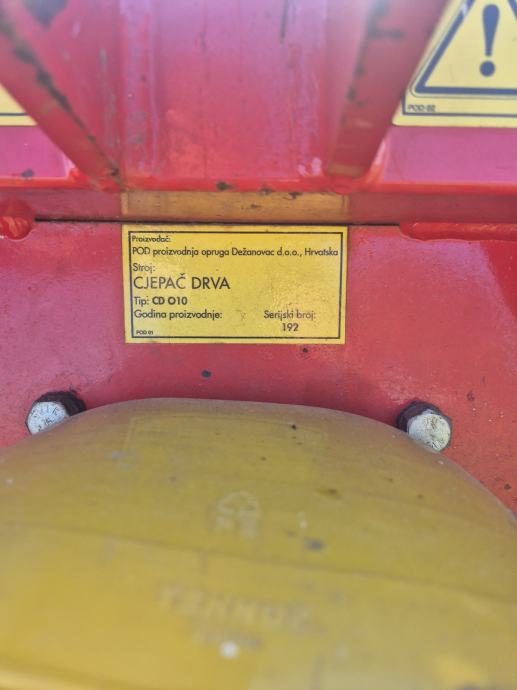 POD 02
Proizvođač:
POD proizvodnja opruga Dežanovac d.o.o., Hrvatska
Stroj:
CJEPAČ DRVA
Tip: CD O10
Godina proizvodnje: Serijski broj:
192
POD 01